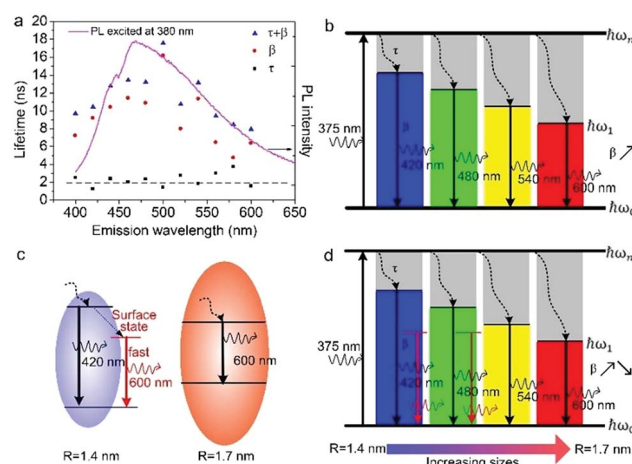 a
PL excited at 380 nm
τ+β
β
τ
Lifetime (ns)
18
16
14
12
10
8
6
4
2
0
400 450 500 550 600 650
Emission wavelength (nm)
PL intensity
b
ħωn
τ
375 nm
β
420 nm
480 nm
540 nm
600 nm
ħω1
β ↗
ħω0
c
Surface
state
fast
420 nm
600 nm
600 nm
R=1.4 nm
R=1.7 nm
d
ħωn
τ
375 nm
β
420 nm
480 nm
540 nm
600 nm
ħω1
β ↗↘
ħω0
R=1.4 nm
R=1.7 nm
Increasing sizes